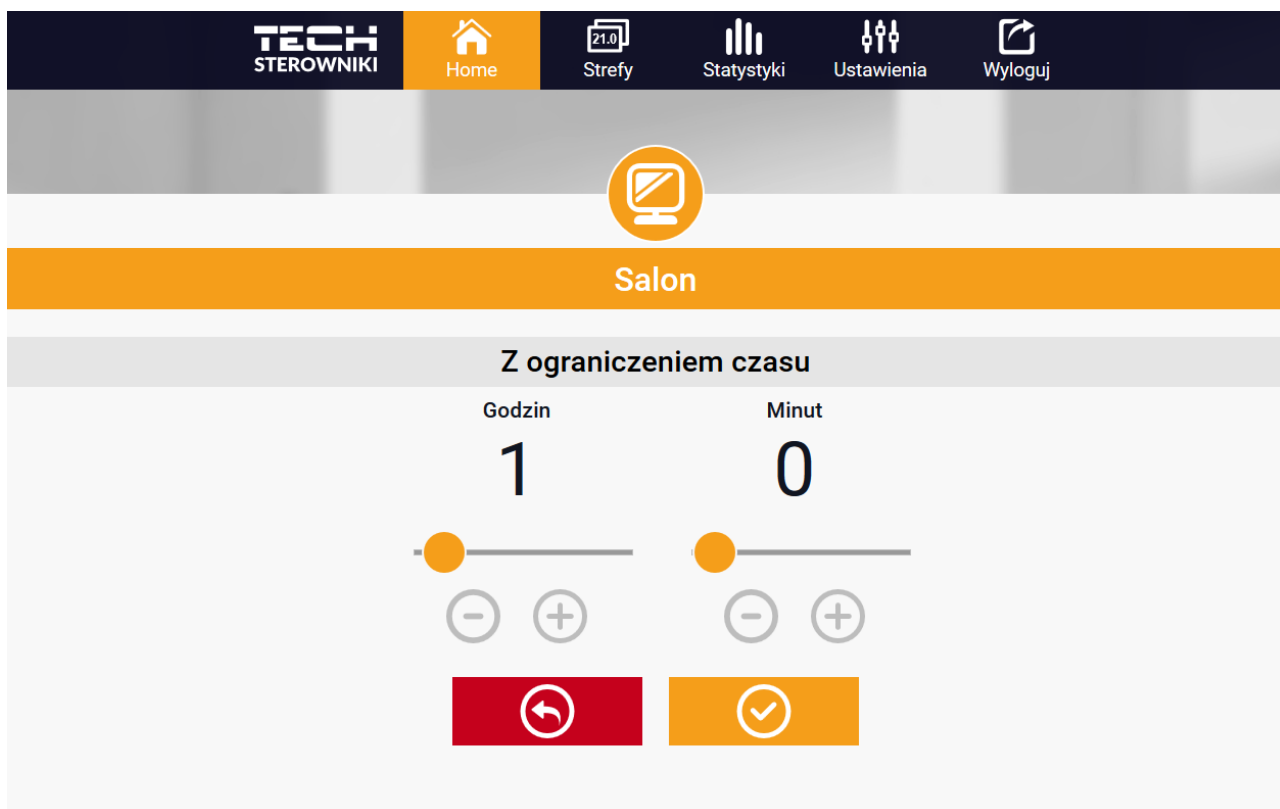 TECH
STEROWNIKI
Home
21.0
Strefy
Statystyki
Ustawienia
Wyloguj
Salon
Z ograniczeniem czasu
Godzin Minut
1 0